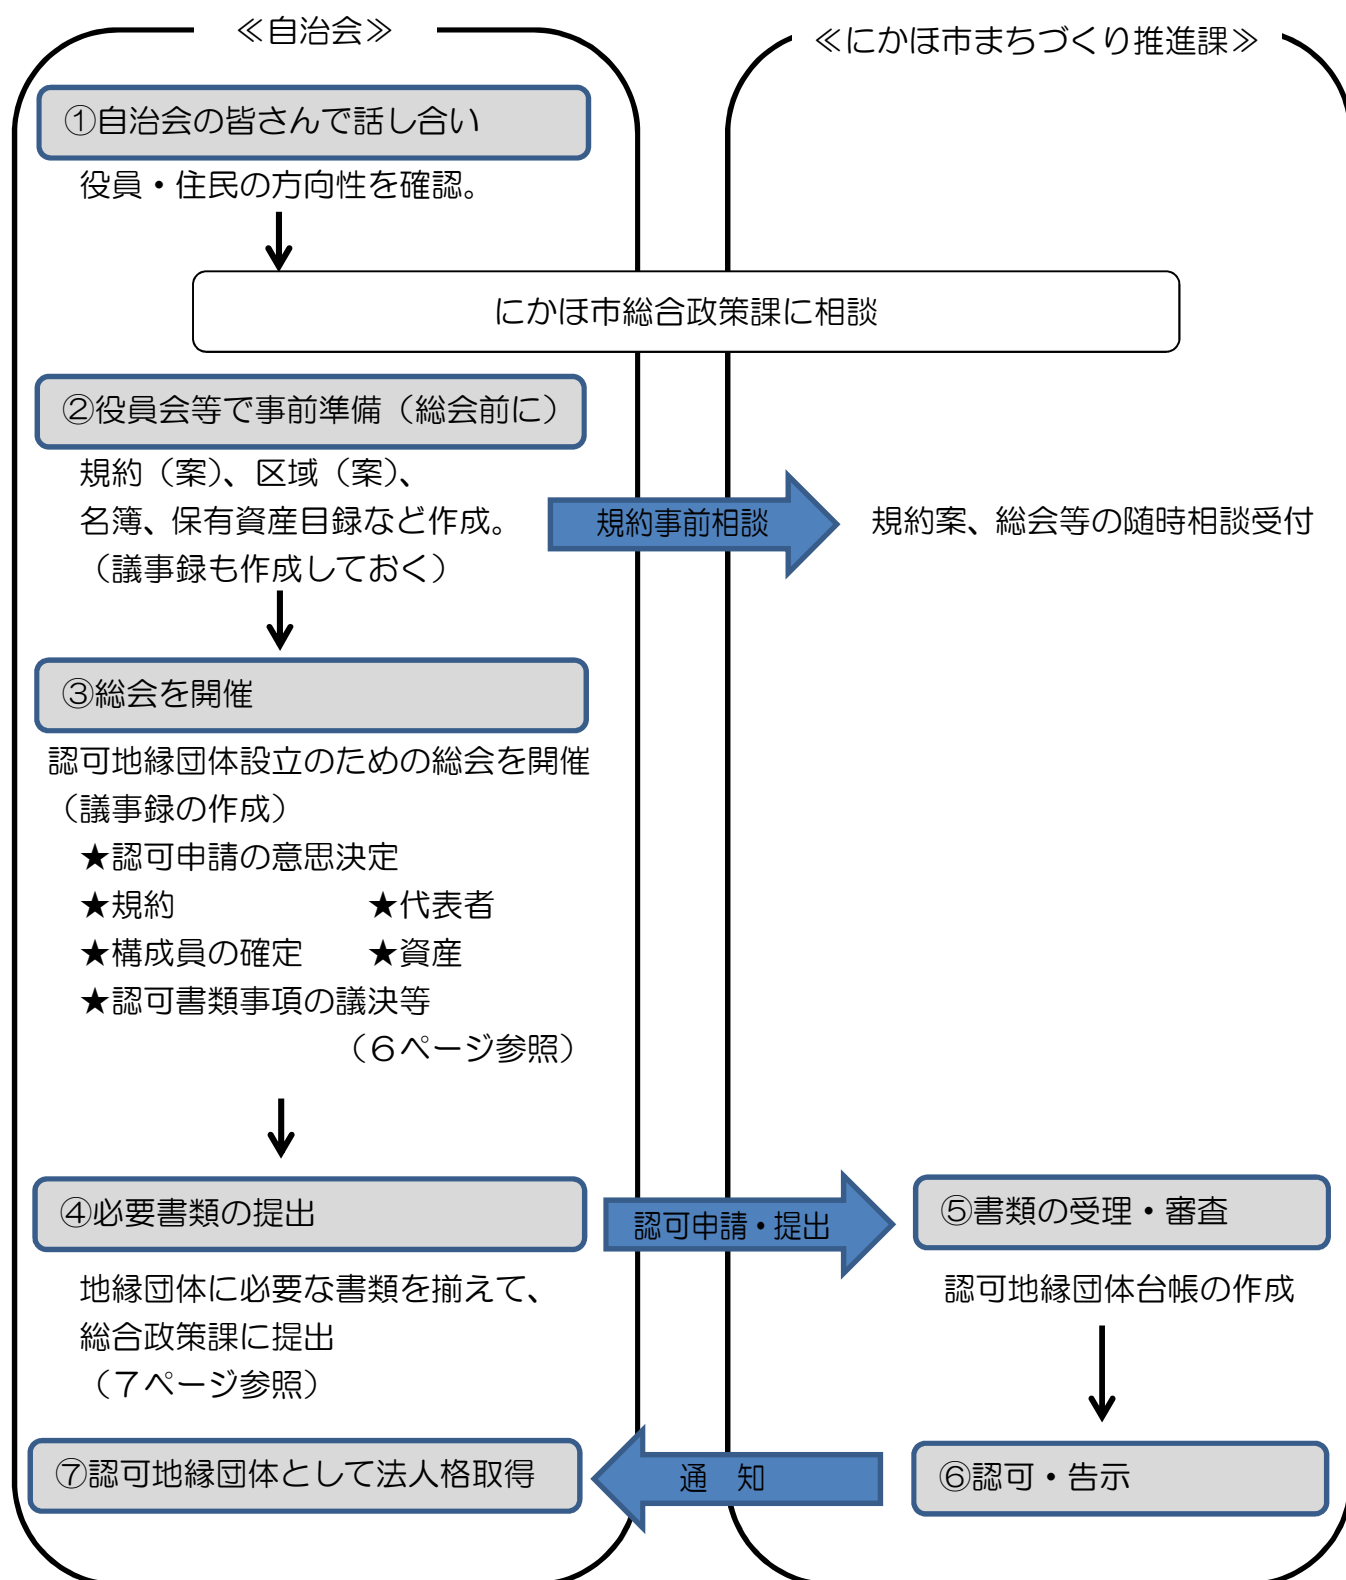 ≪自治会≫
≪にかほ市まちづくり推進課≫
①自治会の皆さんで話し合い
役員・住民の方向性を確認。
にかほ市総合政策課に相談
②役員会等で事前準備（総会前に）
規約（案）、区域（案）、
名簿、保有資産目録など作成。
（議事録も作成しておく）
規約事前相談
規約案、総会等の随時相談受付
③総会を開催
認可地縁団体設立のための総会を開催
（議事録の作成）
★認可申請の意思決定
★規約　　　　　　★代表者
★構成員の確定　　★資産
★認可書類事項の議決等
（６ページ参照）
④必要書類の提出
認可申請・提出
⑤書類の受理・審査
地縁団体に必要な書類を揃えて、
総合政策課に提出
（７ページ参照）
認可地縁団体台帳の作成
⑦認可地縁団体として法人格取得
通　知
⑥認可・告示